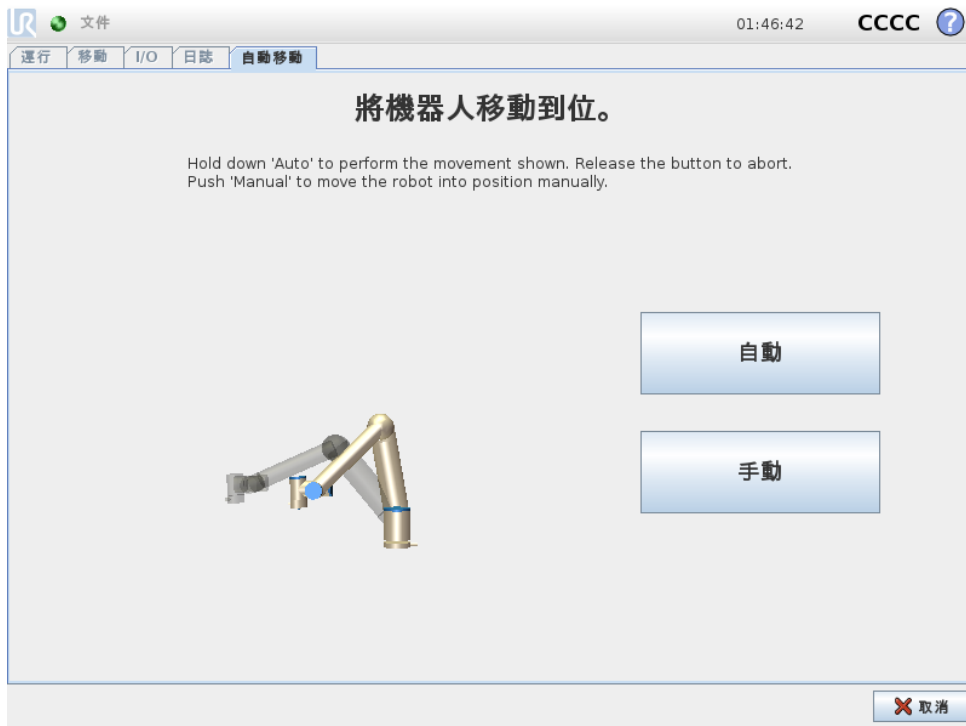 UR 文件 01:46:42 CCCC ?
運行 移動 I/O 日誌 自動移動
將機器人移動到位。
Hold down 'Auto' to perform the movement shown. Release the button to abort.
Push 'Manual' to move the robot into position manually.
自動
手動
取消